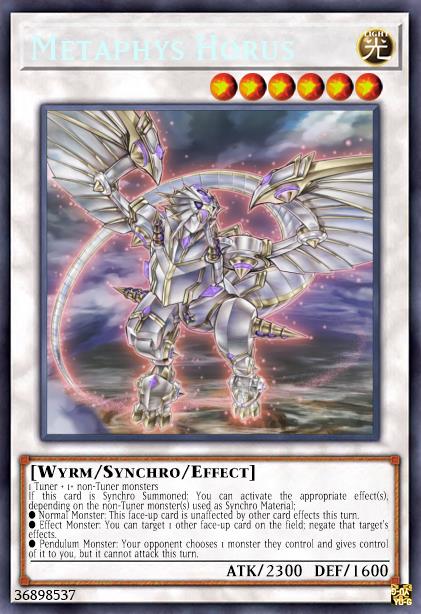 Metaphys Horus
LIGHT
光
[Wyrm/Synchro/Effect]
1 Tuner + 1+ non-Tuner monsters
If this card is Synchro Summoned: You can activate the appropriate effect(s),
depending on the non-Tuner monster(s) used as Synchro Material;
● Normal Monster: This face-up card is unaffected by other card effects this turn.
● Effect Monster: You can target 1 other face-up card on the field; negate that target's
effects.
● Pendulum Monster: Your opponent chooses 1 monster they control and gives control
of it to you, but it cannot attack this turn.
ATK/2300 DEF/1600
36898537